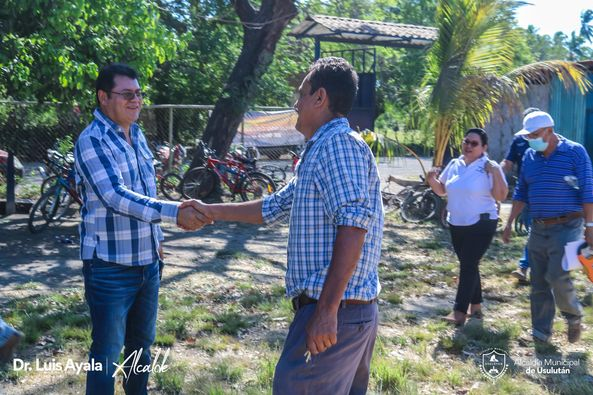 Dr. Luis Ayala Alcalde
Alcaldía Municipal
de Usulután